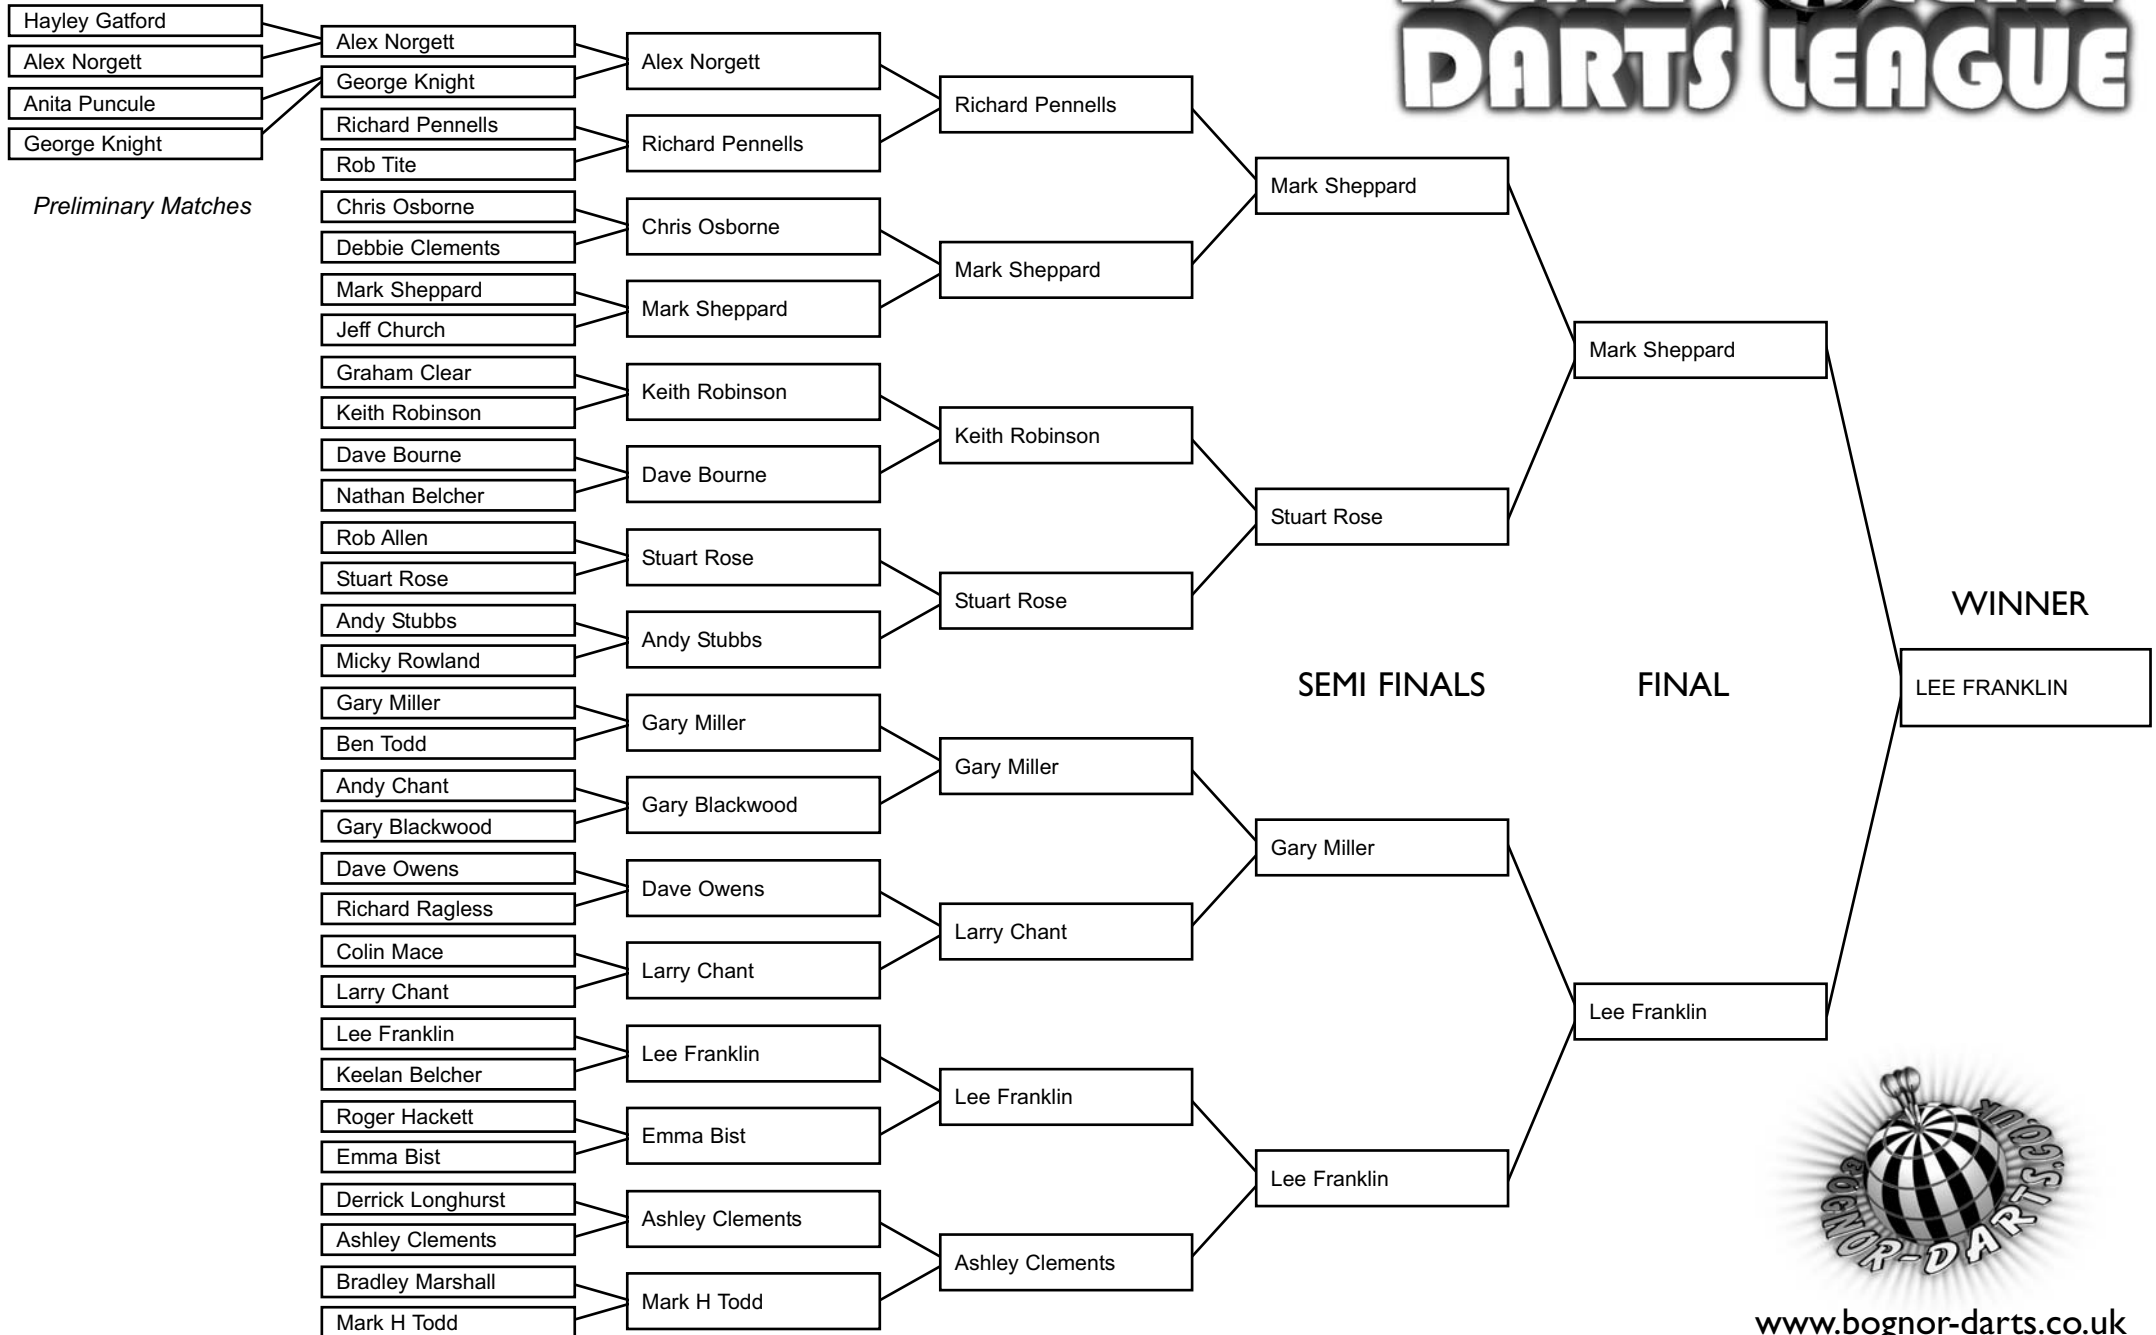 Hayley Gatford
Alex Norgett
Anita Puncule
George Knight
Preliminary Matches
Alex Norgett
George Knight
Richard Pennells
Rob Tite
Chris Osborne
Debbie Clements
Mark Sheppard
Jeff Church
Graham Clear
Keith Robinson
Dave Bourne
Nathan Belcher
Rob Allen
Stuart Rose
Andy Stubbs
Micky Rowland
Gary Miller
Ben Todd
Andy Chant
Gary Blackwood
Dave Owens
Richard Ragless
Colin Mace
Larry Chant
Lee Franklin
Keelan Belcher
Roger Hackett
Emma Bist
Derrick Longhurst
Ashley Clements
Bradley Marshall
Mark H Todd
Alex Norgett
Richard Pennells
Chris Osborne
Mark Sheppard
Keith Robinson
Dave Bourne
Stuart Rose
Andy Stubbs
Gary Miller
Gary Blackwood
Dave Owens
Larry Chant
Lee Franklin
Emma Bist
Ashley Clements
Mark H Todd
Richard Pennells
Mark Sheppard
Keith Robinson
Stuart Rose
Gary Miller
Larry Chant
Lee Franklin
Ashley Clements
Mark Sheppard
Stuart Rose
SEMI FINALS
Gary Miller
Lee Franklin
Mark Sheppard
FINAL
Lee Franklin
DARTS LEAGUE
WINNER
LEE FRANKLIN
BOGNOR-DARTS.CO.UK
www.bognor-darts.co.uk